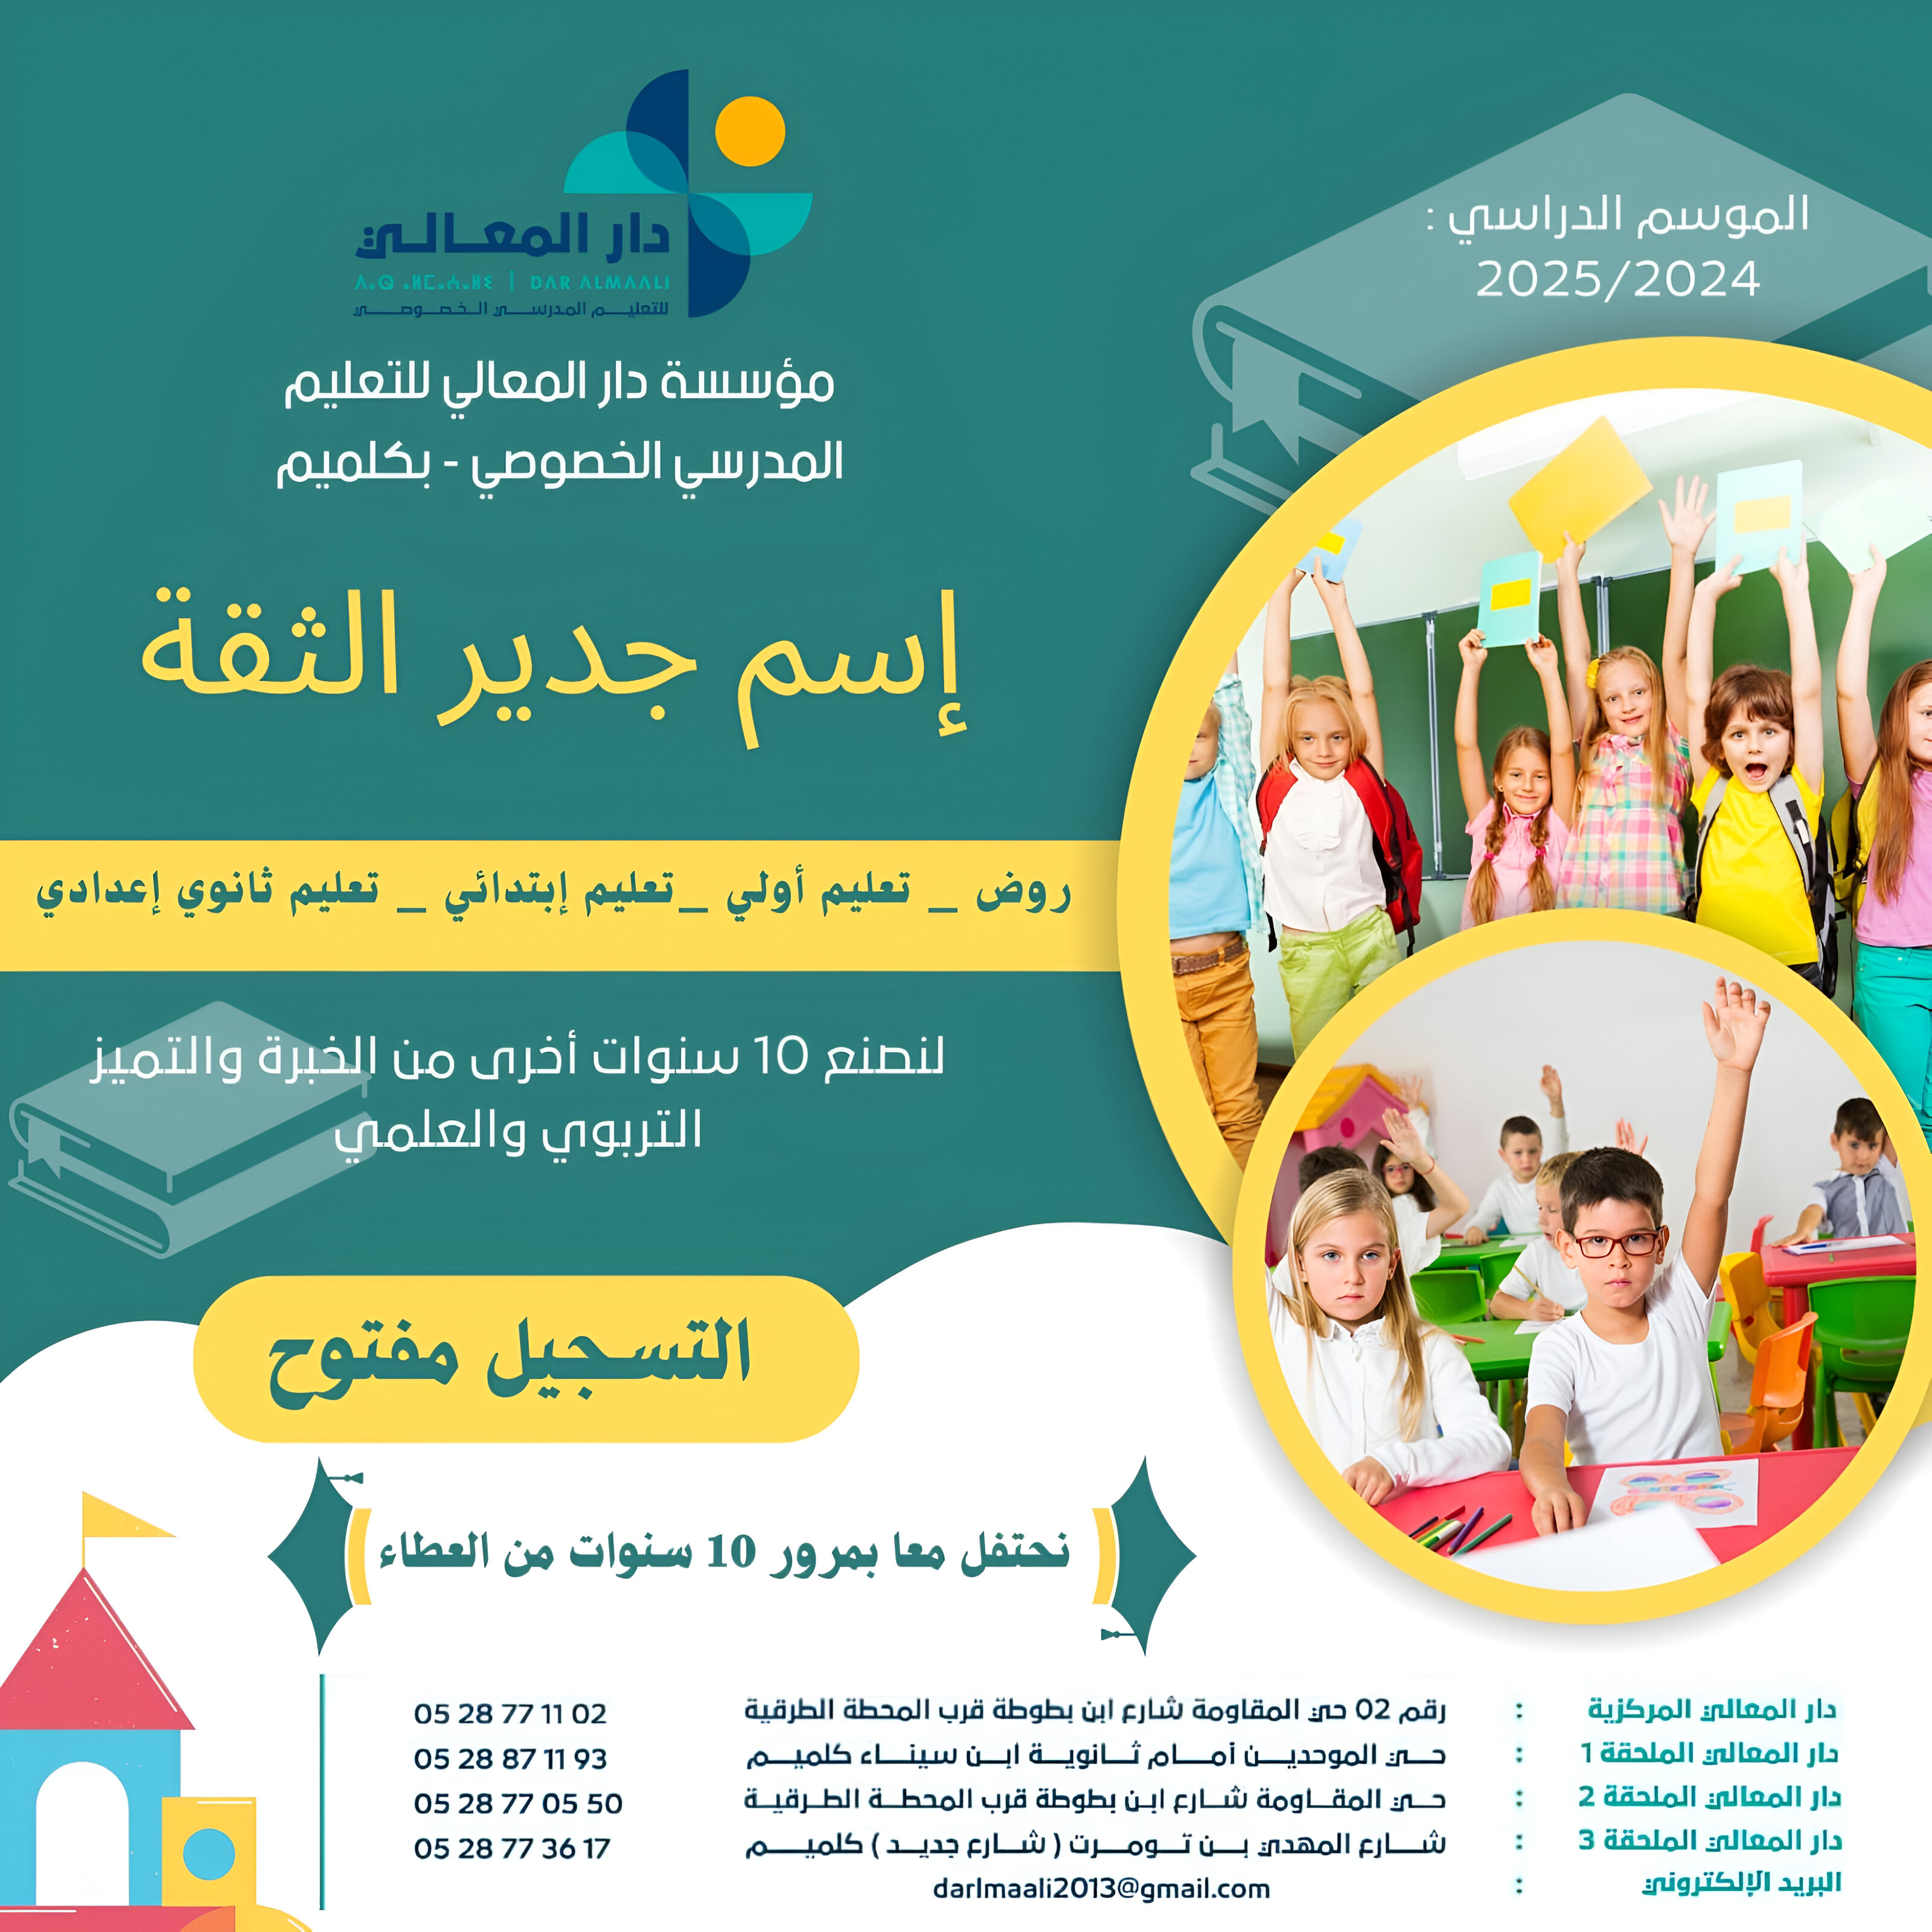 دار المعالي
ⴷⴰⵕ ⴰⵍⵎⵄⴰⵍⵉ | DAR ALMAALI
للتعليم المدرسي الخصوصي
الموسم الدراسي :
2025/2024
مؤسسة دار المعالي للتعليم
المدرسي الخصوصي - بكلميم
إسم جدير الثقة
روض _ تعليم أولي _ تعليم إبتدائي _ تعليم ثانوي إعدادي
لنصنع 10 سنوات أخرى من الخبرة والتميز
التربوي والعلمي
التسجيل مفتوح
نحتفل معا بمرور 10 سنوات من العطاء
دار المعالي المركزية : رقم 02 حي المقاومة شارع ابن بطوطة قرب المحطة الطرقية 05 28 77 11 02
دار المعالي الملحقة 1 : حي الموحدين أمام ثانوية ابن سيناء كلميم 05 28 87 11 93
دار المعالي الملحقة 2 : حي المقاومة شارع ابن بطوطة قرب المحطة الطرقية 05 28 77 05 50
دار المعالي الملحقة 3 : شارع المهدي بن تومرت ( شارع جديد ) كلميم 05 28 77 36 17
البريد الإلكتروني : darlmaali2013@gmail.com